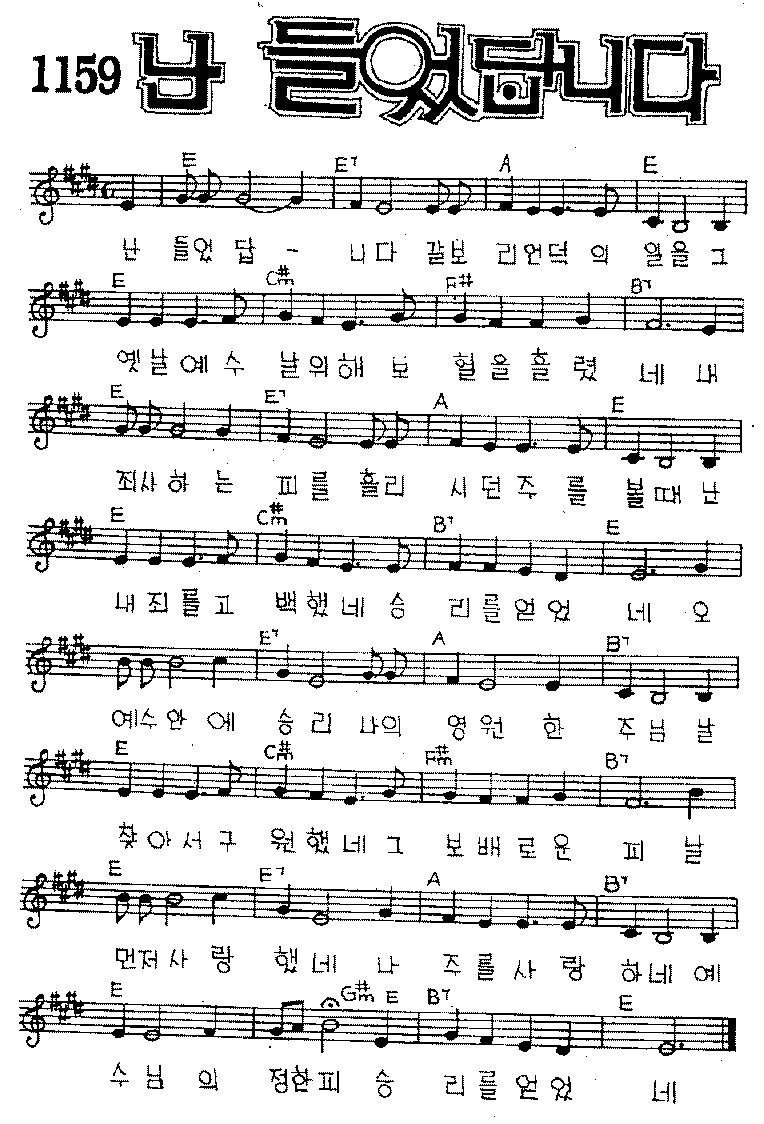 1159 난 들었답니다
E E7 A E
난 들었 답 - 니다 갈보 리언덕 의 일을 그
E C#m F# B7
옛날 예 수 날위해 보 혈을 흘 렸 네 내
E E7 A E
죄사 하 는 피를 흘리 시 던 주 를 볼때 난
E C#m B7 E
내 죄 를 고 백했네 승 리를 얻었 네 오
E7 A B7
예수 안 에 승 리 나의 영원 한 주님 날
E C#m F#m B7
찾아서 구 원했네 그 보배로운 피 날
E E7 A B7
먼저 사 랑 했 네 나 주를 사 랑 하네 예
E G#m E B7 E
수 님 의 정한피 승 리를 얻었 네